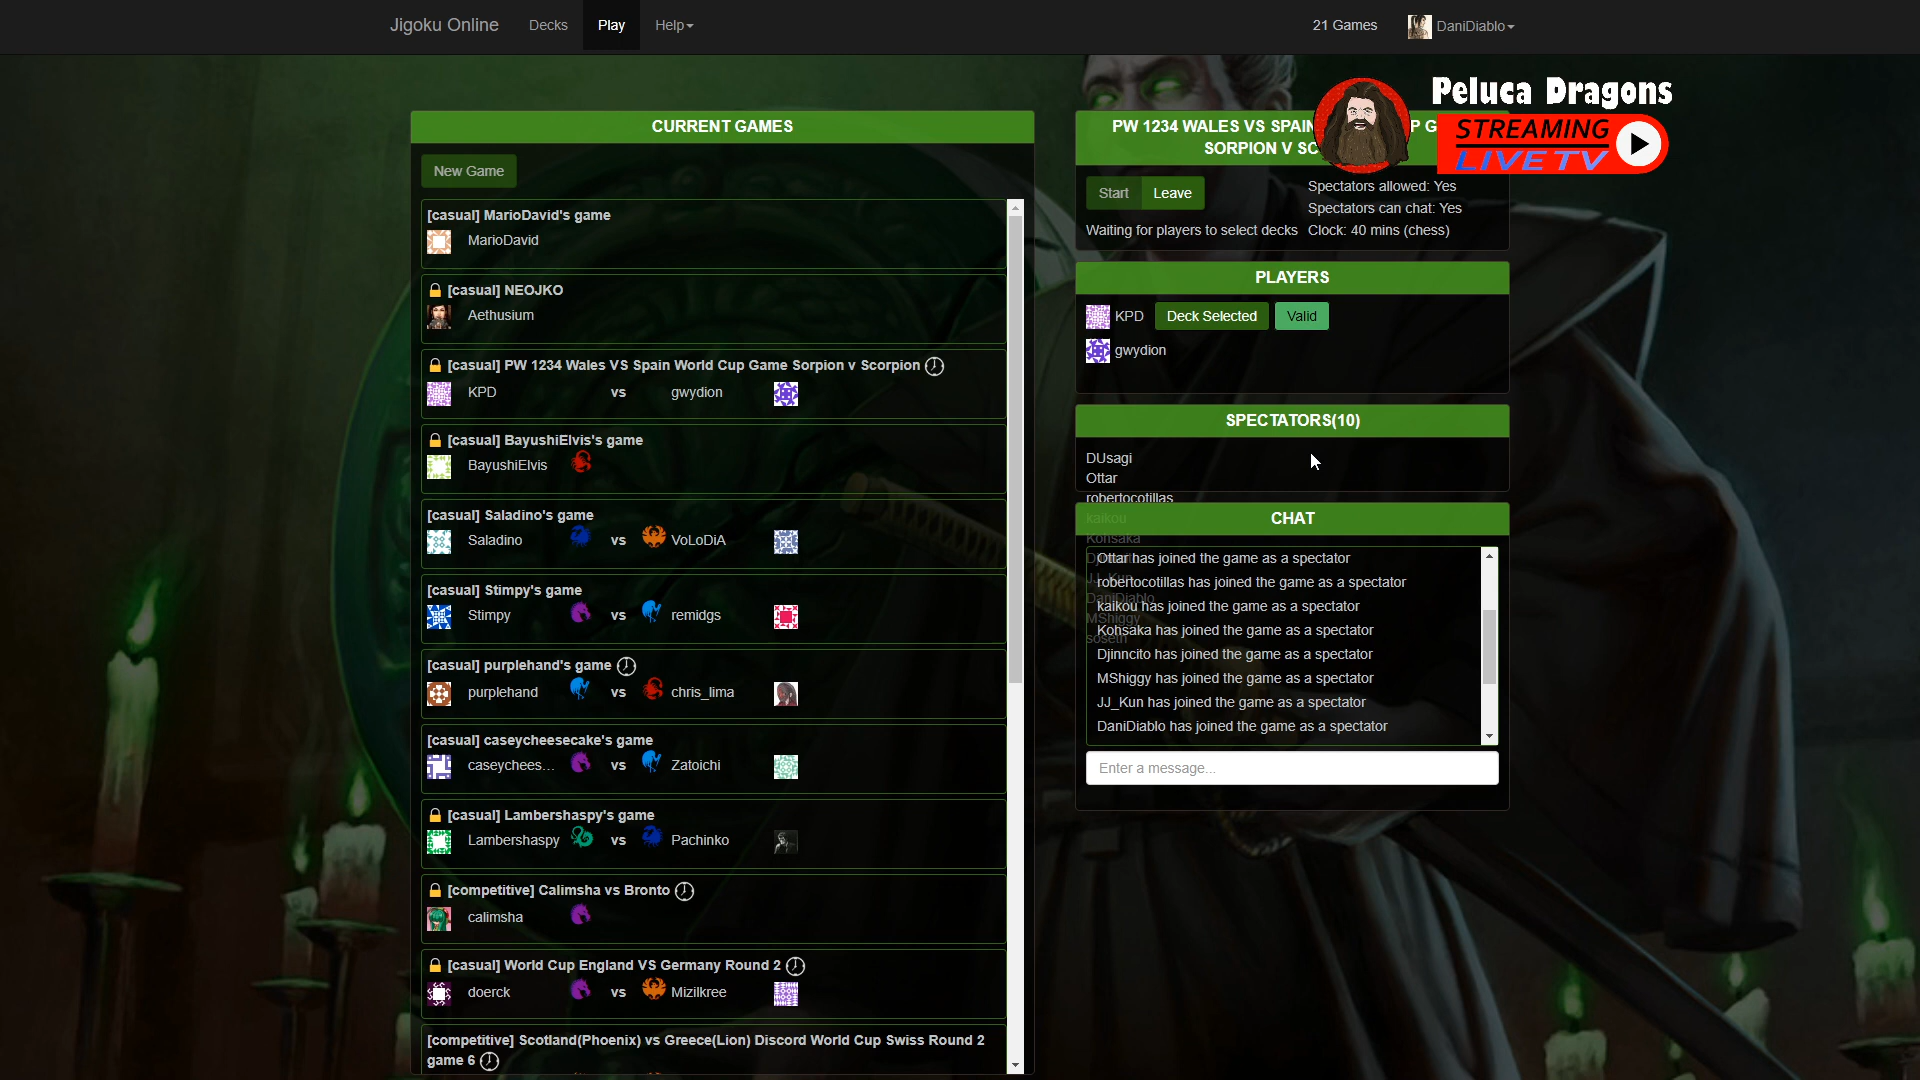 Jigoku Online
Decks
Play
Help
21 Games
DaniDiablo
Peluca Dragons
STREAMING
LIVE TV
CURRENT GAMES
New Game
[casual] MarioDavid's game
MarioDavid
[casual] NEOJKO
Aethusium
[casual] PW 1234 Wales VS Spain World Cup Game Sorpion v Scorpion
KPD vs gwydion
[casual] BayushiElvis's game
BayushiElvis
[casual] Saladino's game
Saladino vs VoLoDiA
[casual] Stimpy's game
Stimpy vs remidgs
[casual] purplehand's game
purplehand vs chris_lima
[casual] caseycheesecake's game
caseychees... vs Zatoichi
[casual] Lambershaspy's game
Lambershaspy vs Pachinko
[competitive] Calimsha vs Bronto
calimsha
[casual] World Cup England VS Germany Round 2
doerck vs Mizilkree
[competitive] Scotland(Phoenix) vs Greece(Lion) Discord World Cup Swiss Round 2
game 6
PW 1234 WALES VS SPAIN P G
SORPION V SC
Start Leave
Waiting for players to select decks
Spectators allowed: Yes
Spectators can chat: Yes
Clock: 40 mins (chess)
PLAYERS
KPD Deck Selected Valid
gwydion
SPECTATORS(10)
DUsagi
Ottar
robertocotillas
kaikou
Kohsaka
JJ_Kun
DaniDiablo
MShiggy
soseth
CHAT
Ottar has joined the game as a spectator
robertocotillas has joined the game as a spectator
kaikou has joined the game as a spectator
Kohsaka has joined the game as a spectator
Djinncito has joined the game as a spectator
MShiggy has joined the game as a spectator
JJ_Kun has joined the game as a spectator
DaniDiablo has joined the game as a spectator
Enter a message...